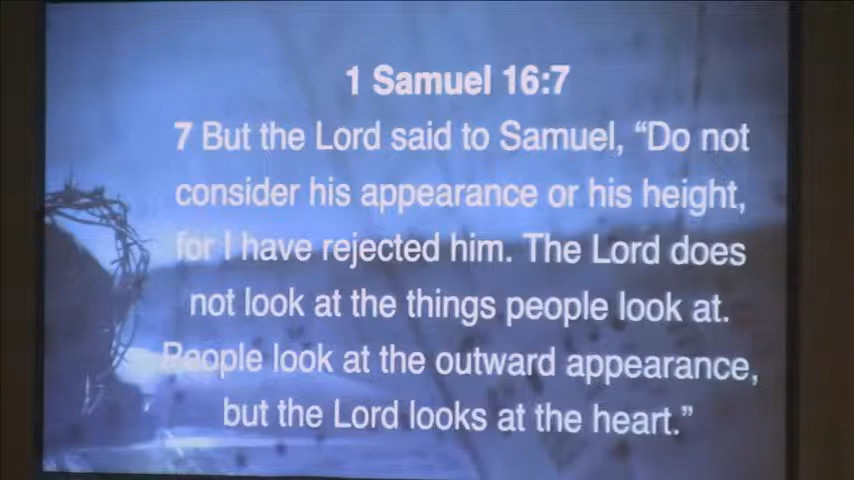 1 Samuel 16:7
7 But the Lord said to Samuel, “Do not
consider his appearance or his height,
for I have rejected him. The Lord does
not look at the things people look at.
People look at the outward appearance,
but the Lord looks at the heart.”